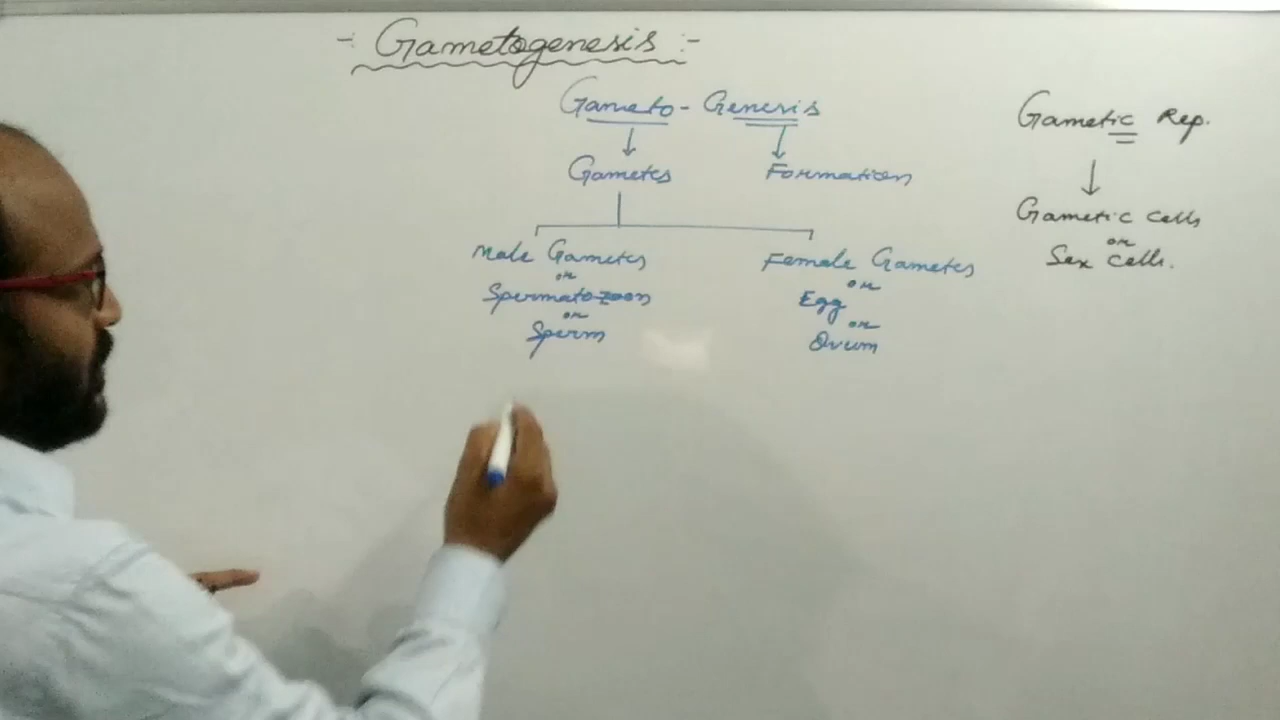 -: Gametogenesis :-
Gameto - Genesis
Gametes Formation
Male Gametes
or
Spermatozoon
or
Sperm
Female Gametes
or
Egg
or
Ovum
Gametic Rep.
Gametic cells
or
Sex cells.